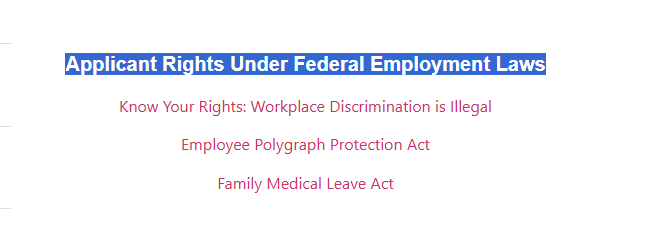 Applicant Rights Under Federal Employment Laws
Know Your Rights: Workplace Discrimination is Illegal
Employee Polygraph Protection Act
Family Medical Leave Act